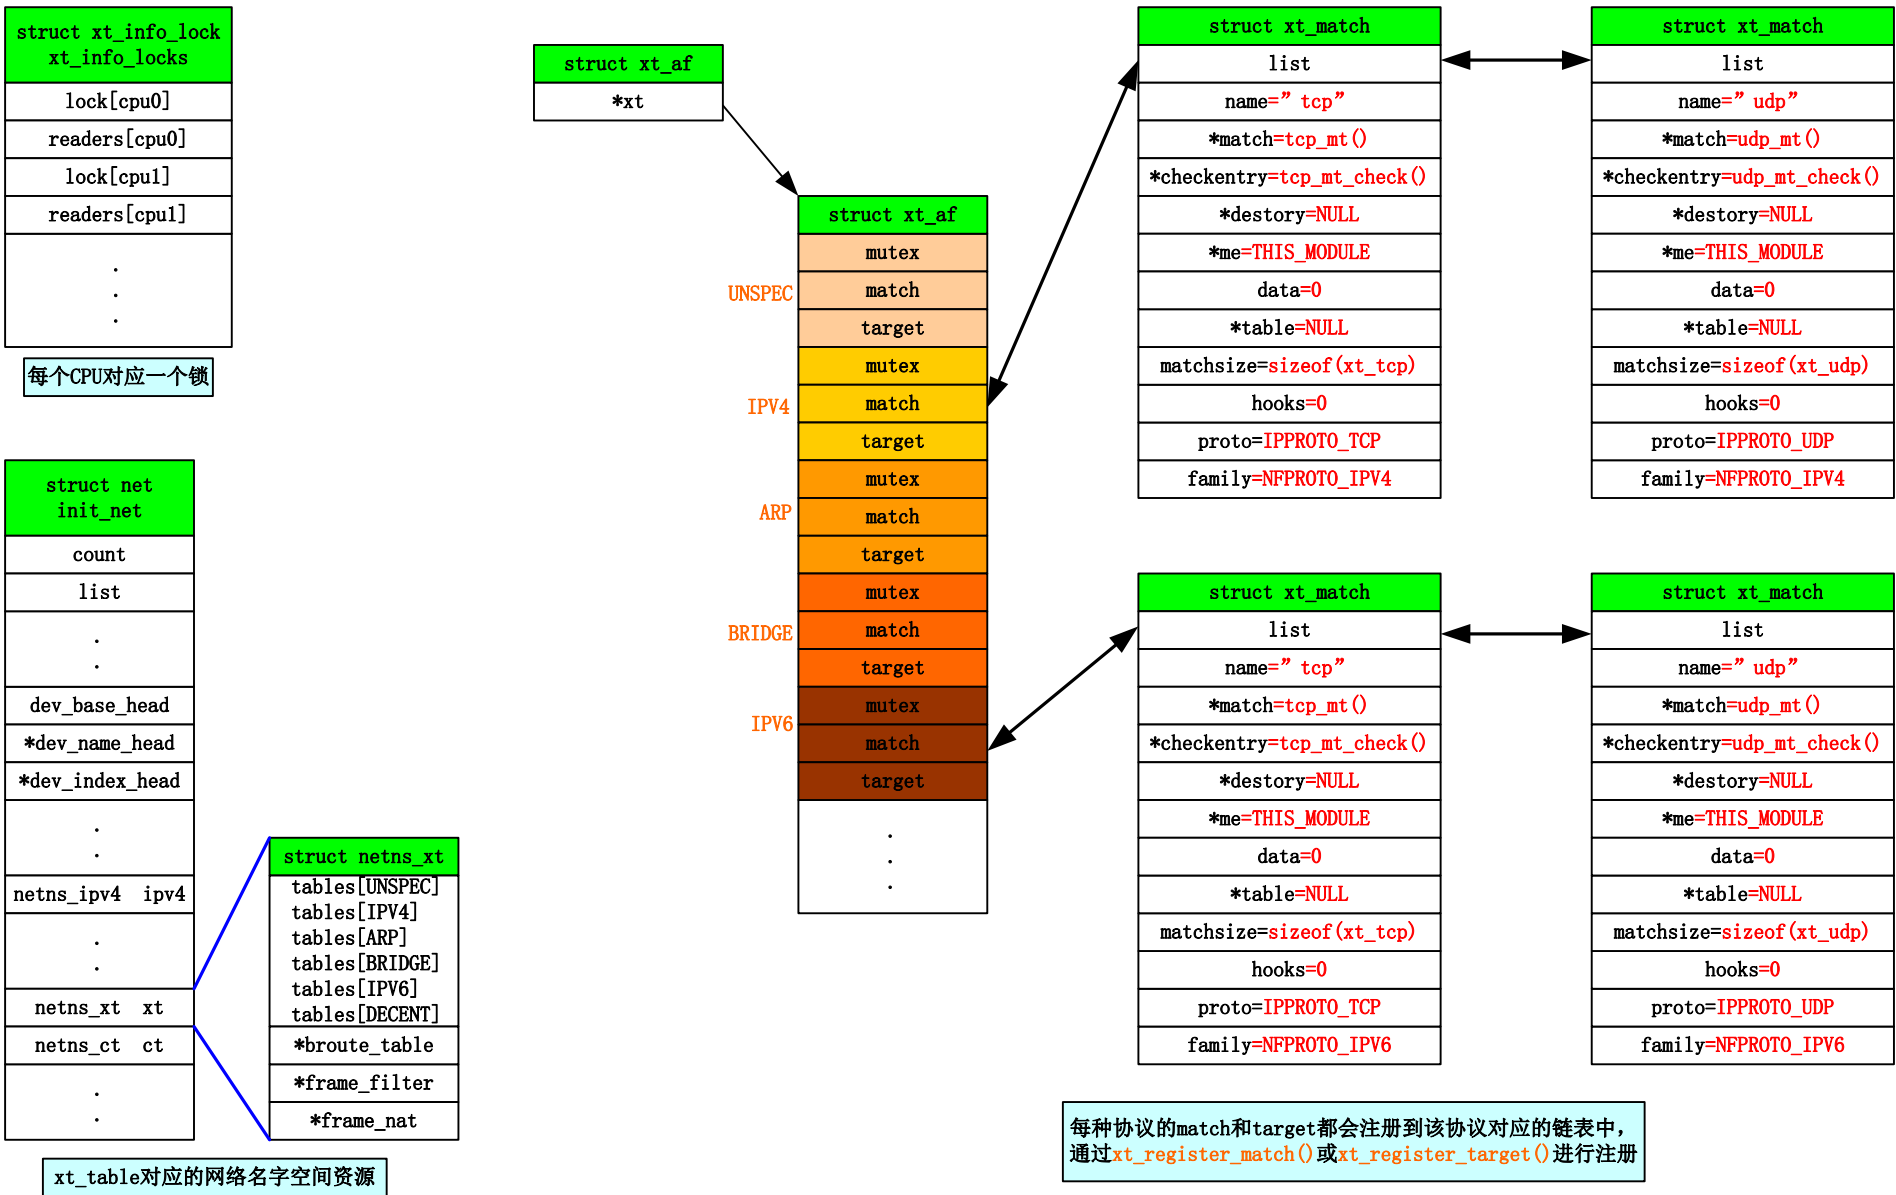 struct xt_info_lock
xt_info_locks
lock[cpu0]
readers[cpu0]
lock[cpu1]
readers[cpu1]
.
.
.
每个CPU对应一个锁
struct net
init_net
count
list
.
.
dev_base_head
*dev_name_head
*dev_index_head
.
.
netns_ipv4 ipv4
.
.
netns_xt xt
netns_ct ct
.
.
struct netns_xt
tables[UNSPEC]
tables[IPV4]
tables[ARP]
tables[BRIDGE]
tables[IPV6]
tables[DECENT]
*broute_table
*frame_filter
*frame_nat
xt_table对应的网络名字空间资源
struct xt_af
*xt
struct xt_af
UNSPEC
mutex
match
target
IPV4
mutex
match
target
ARP
mutex
match
target
BRIDGE
mutex
match
target
IPV6
mutex
match
target
.
.
.
struct xt_match
list
name=”tcp”
*match=tcp_mt()
*checkentry=tcp_mt_check()
*destory=NULL
*me=THIS_MODULE
data=0
*table=NULL
matchsize=sizeof(xt_tcp)
hooks=0
proto=IPPROTO_TCP
family=NFPROTO_IPV4
struct xt_match
list
name=”udp”
*match=udp_mt()
*checkentry=udp_mt_check()
*destory=NULL
*me=THIS_MODULE
data=0
*table=NULL
matchsize=sizeof(xt_udp)
hooks=0
proto=IPPROTO_UDP
family=NFPROTO_IPV4
struct xt_match
list
name=”tcp”
*match=tcp_mt()
*checkentry=tcp_mt_check()
*destory=NULL
*me=THIS_MODULE
data=0
*table=NULL
matchsize=sizeof(xt_tcp)
hooks=0
proto=IPPROTO_TCP
family=NFPROTO_IPV6
struct xt_match
list
name=”udp”
*match=udp_mt()
*checkentry=udp_mt_check()
*destory=NULL
*me=THIS_MODULE
data=0
*table=NULL
matchsize=sizeof(xt_udp)
hooks=0
proto=IPPROTO_UDP
family=NFPROTO_IPV6
每种协议的match和target都会注册到该协议对应的链表中，
通过xt_register_match()或xt_register_target()进行注册